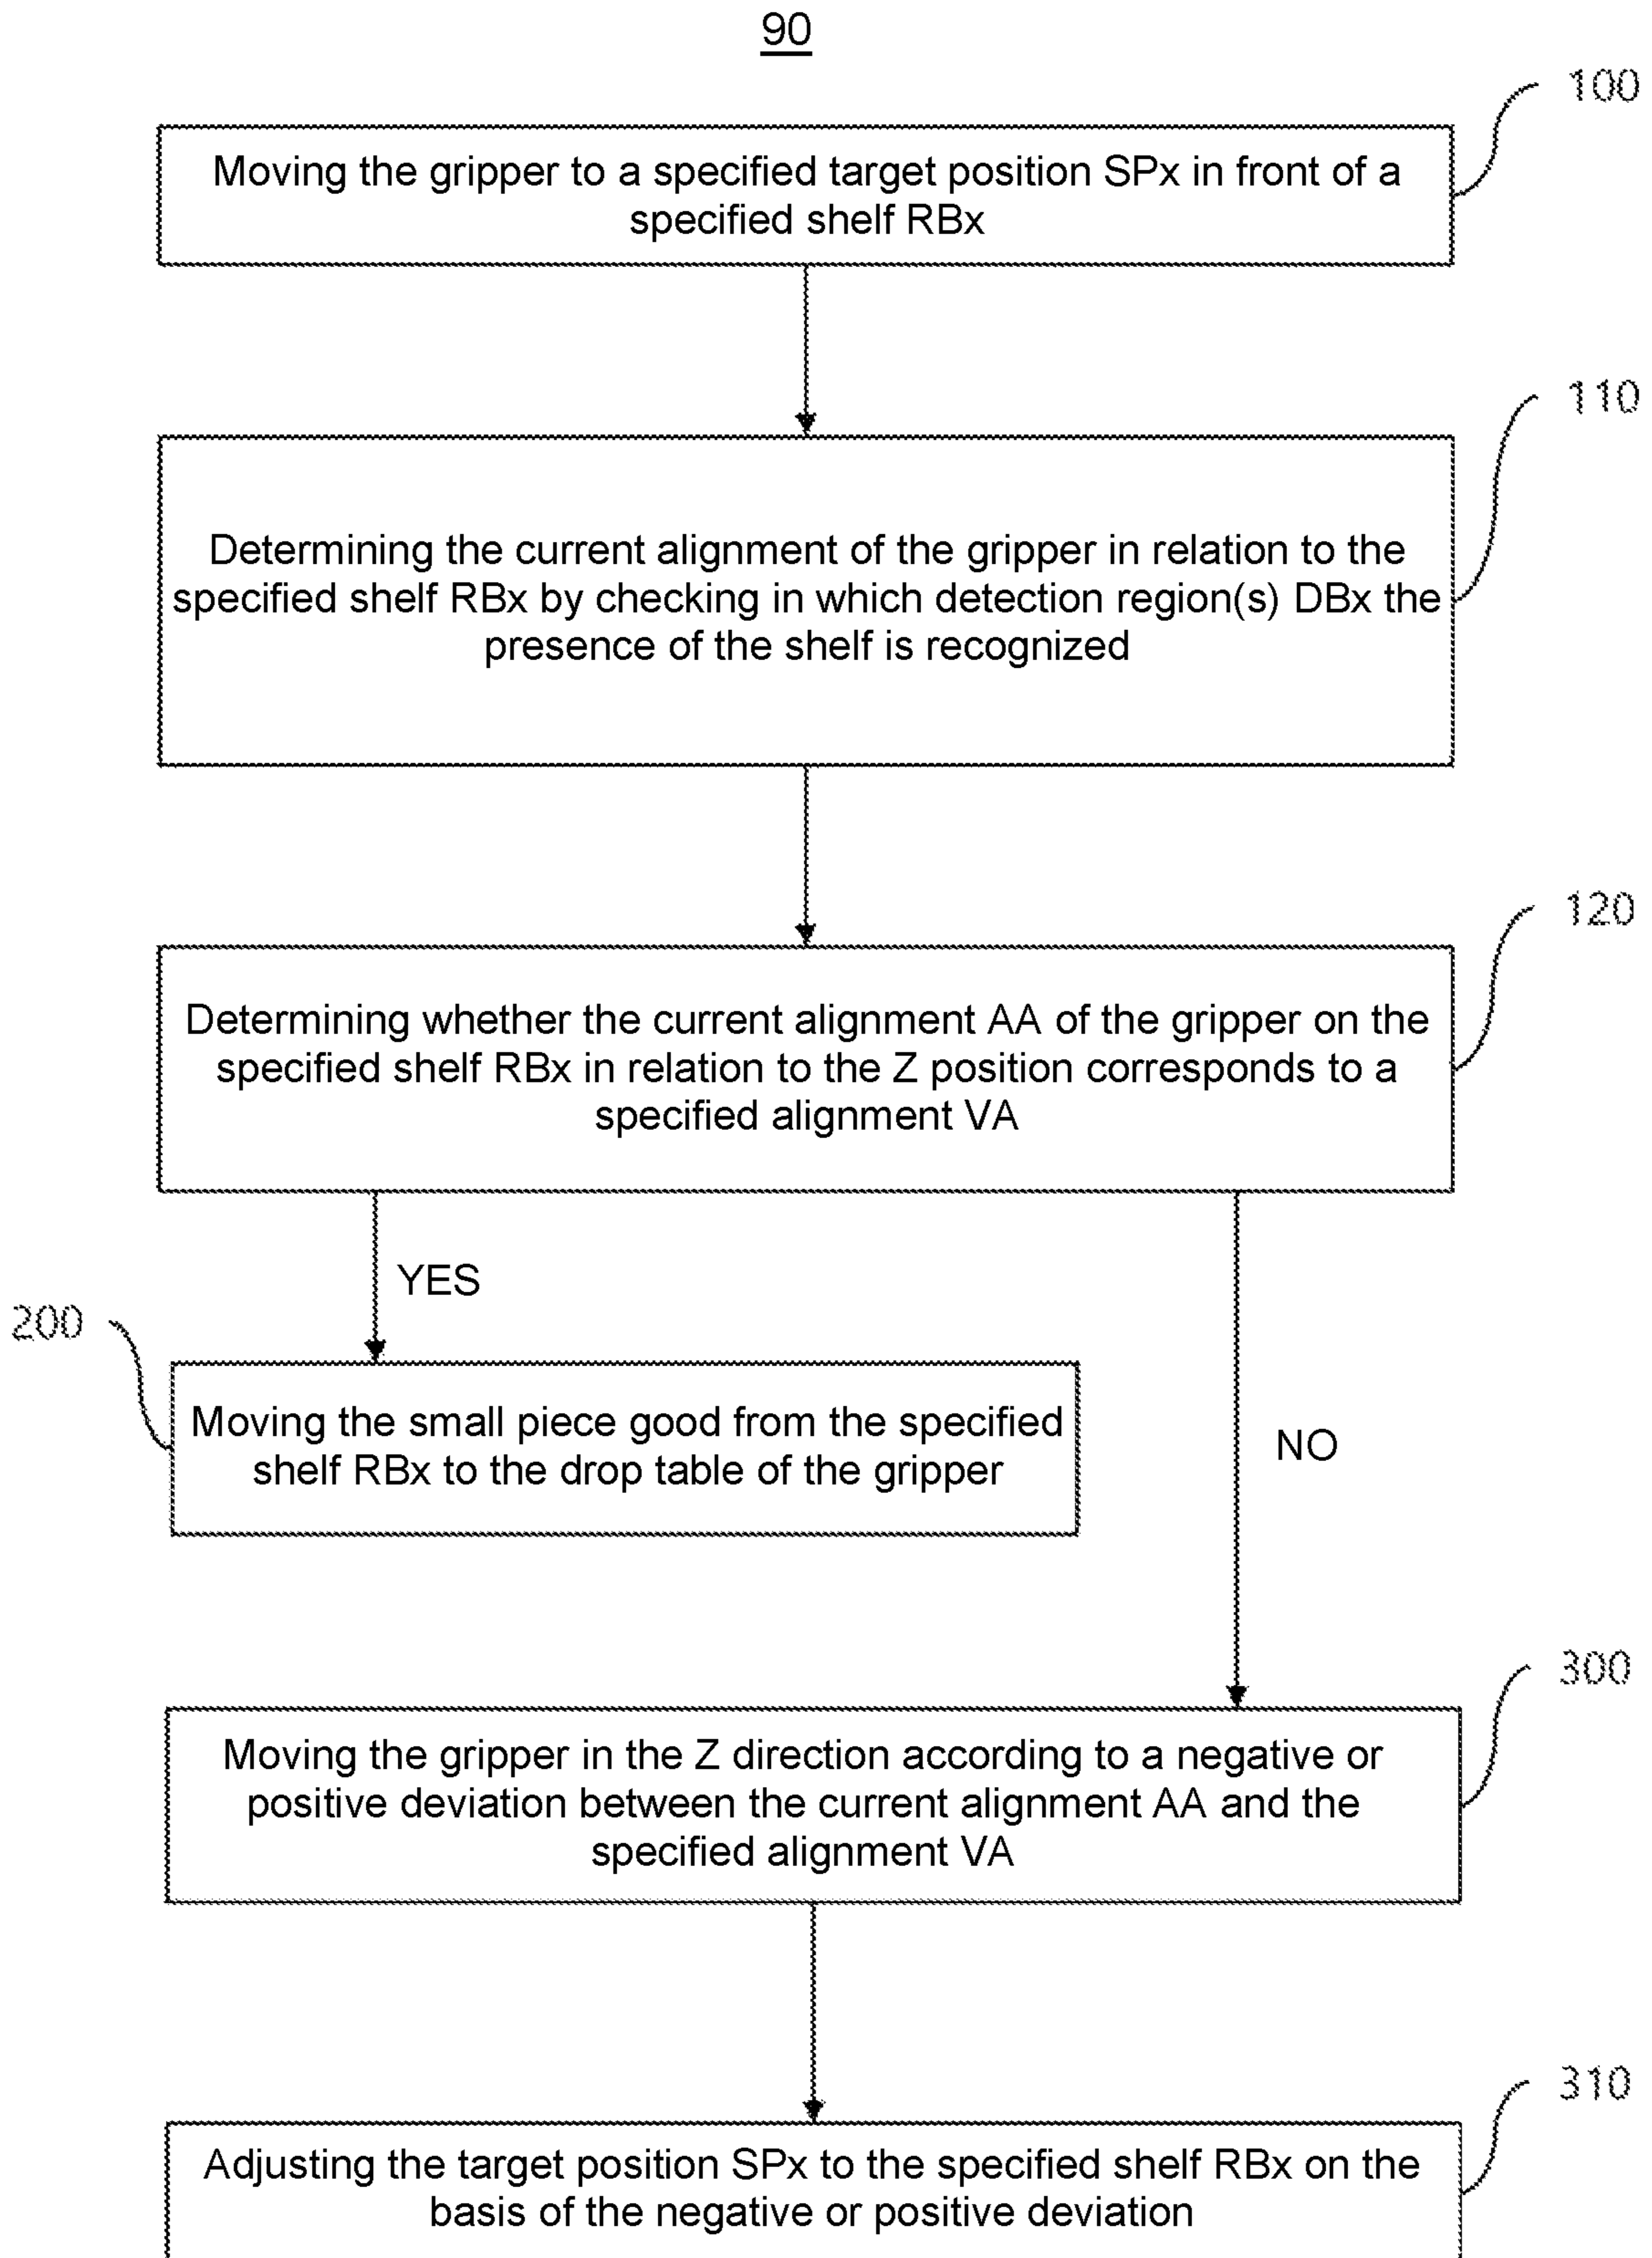 90
100
Moving the gripper to a specified target position SPx in front of a
specified shelf RBx
110
Determining the current alignment of the gripper in relation to the
specified shelf RBx by checking in which detection region(s) DBx the
presence of the shelf is recognized
120
Determining whether the current alignment AA of the gripper on the
specified shelf RBx in relation to the Z position corresponds to a
specified alignment VA
YES
200
Moving the small piece good from the specified
shelf RBx to the drop table of the gripper
NO
300
Moving the gripper in the Z direction according to a negative or
positive deviation between the current alignment AA and the
specified alignment VA
310
Adjusting the target position SPx to the specified shelf RBx on the
basis of the negative or positive deviation